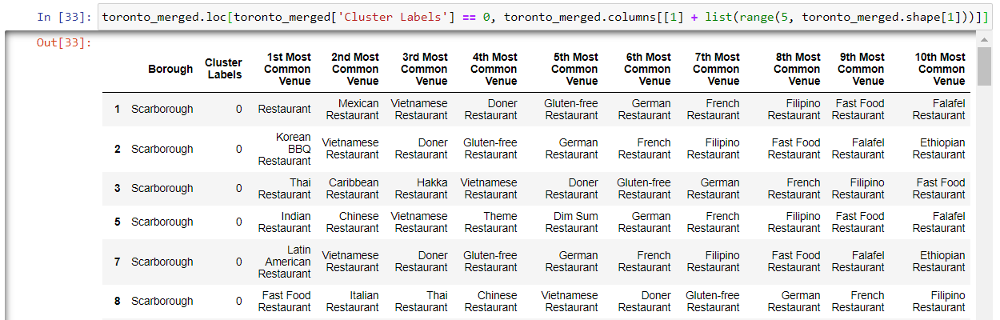 In [33]: toronto_merged.loc[toronto_merged['Cluster Labels'] == 0, toronto_merged.columns[[1] + list(range(5, toronto_merged.shape[1]))]]
Out[33]:
Borough Cluster Labels 1st Most Common Venue 2nd Most Common Venue 3rd Most Common Venue 4th Most Common Venue 5th Most Common Venue 6th Most Common Venue 7th Most Common Venue 8th Most Common Venue 9th Most Common Venue 10th Most Common Venue
1 Scarborough 0 Restaurant Mexican Restaurant Vietnamese Restaurant Doner Restaurant Gluten-free Restaurant German Restaurant French Restaurant Filipino Restaurant Fast Food Restaurant Falafel Restaurant
2 Scarborough 0 Korean BBQ Restaurant Vietnamese Restaurant Doner Restaurant Gluten-free Restaurant German Restaurant French Restaurant Filipino Restaurant Fast Food Restaurant Falafel Restaurant Ethiopian Restaurant
3 Scarborough 0 Thai Restaurant Caribbean Restaurant Hakka Restaurant Vietnamese Restaurant Doner Restaurant Gluten-free Restaurant German Restaurant French Restaurant Filipino Restaurant Fast Food Restaurant
5 Scarborough 0 Indian Restaurant Chinese Restaurant Vietnamese Restaurant Theme Restaurant Dim Sum Restaurant German Restaurant French Restaurant Filipino Restaurant Fast Food Restaurant Falafel Restaurant
7 Scarborough 0 Latin American Restaurant Vietnamese Restaurant Doner Restaurant Gluten-free Restaurant German Restaurant French Restaurant Filipino Restaurant Fast Food Restaurant Falafel Restaurant Ethiopian Restaurant
8 Scarborough 0 Fast Food Restaurant Italian Restaurant Thai Restaurant Chinese Restaurant Vietnamese Restaurant Doner Restaurant Gluten-free Restaurant German Restaurant French Restaurant Filipino Restaurant